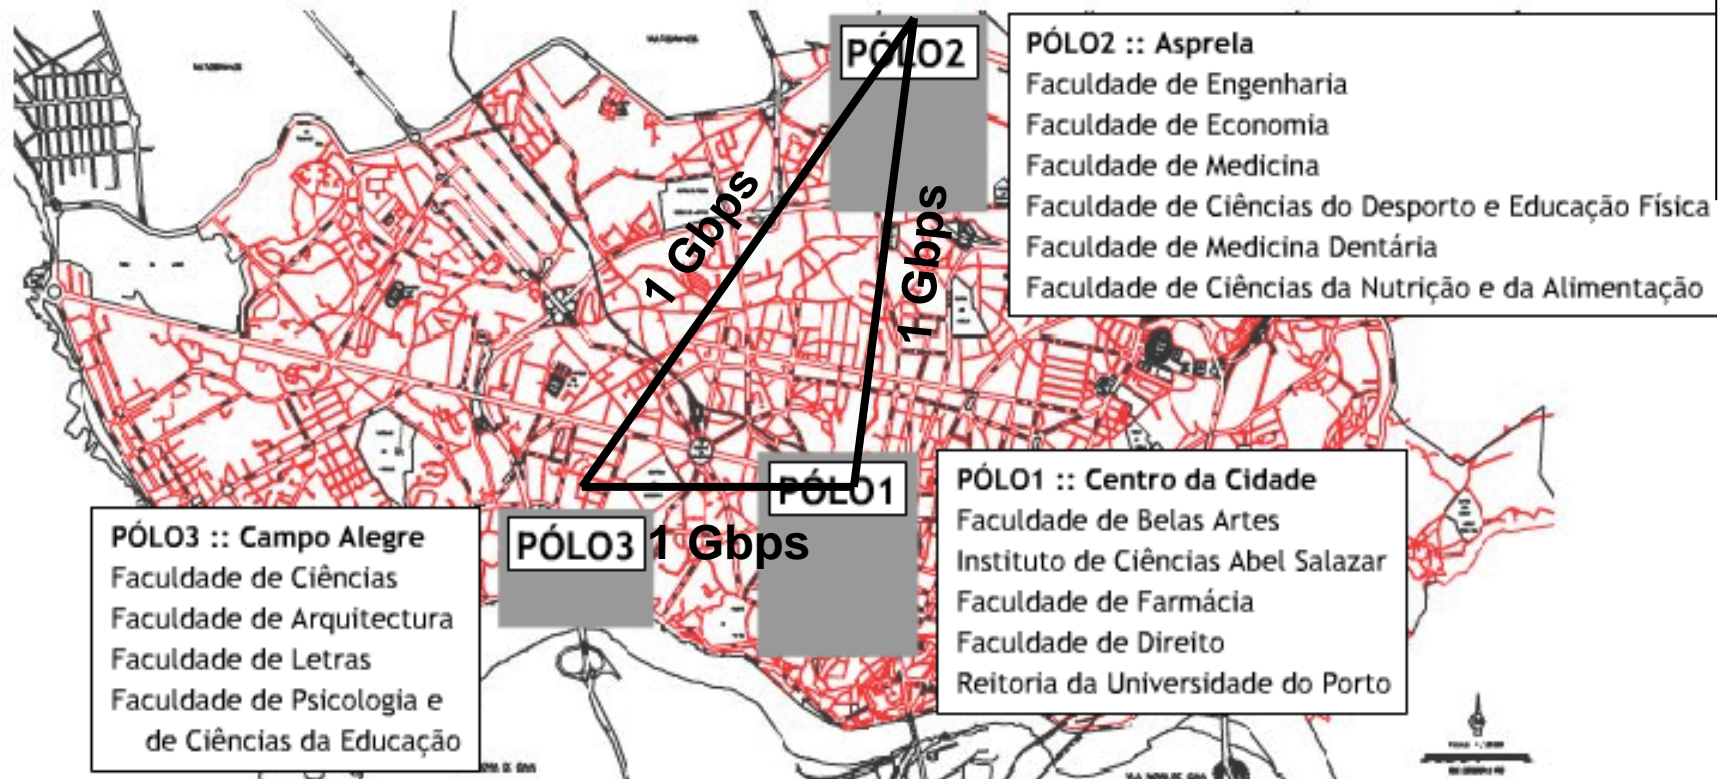 PÓLO2
PÓLO2 :: Asprela
Faculdade de Engenharia
Faculdade de Economia
Faculdade de Medicina
Faculdade de Ciências do Desporto e Educação Física
Faculdade de Medicina Dentária
Faculdade de Ciências da Nutrição e da Alimentação
1 Gbps
1 Gbps
PÓLO1
PÓLO1 :: Centro da Cidade
Faculdade de Belas Artes
Instituto de Ciências Abel Salazar
Faculdade de Farmácia
Faculdade de Direito
Reitoria da Universidade do Porto
PÓLO3
1 Gbps
PÓLO3 :: Campo Alegre
Faculdade de Ciências
Faculdade de Arquitectura
Faculdade de Letras
Faculdade de Psicologia e
de Ciências da Educação